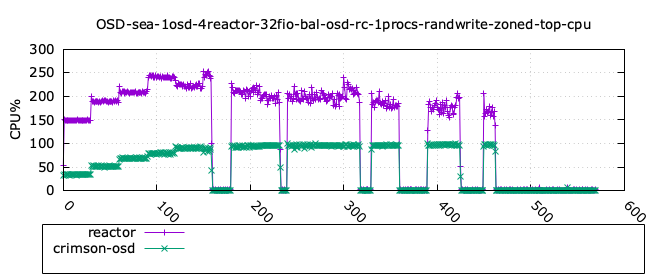 OSD-sea-1osd-4reactor-32fio-bal-osd-rc-1procs-randwrite-zoned-top-cpu
300
250
200
150
100
50
0
CPU%
0 100 200 300 400 500 600
reactor
crimson-osd